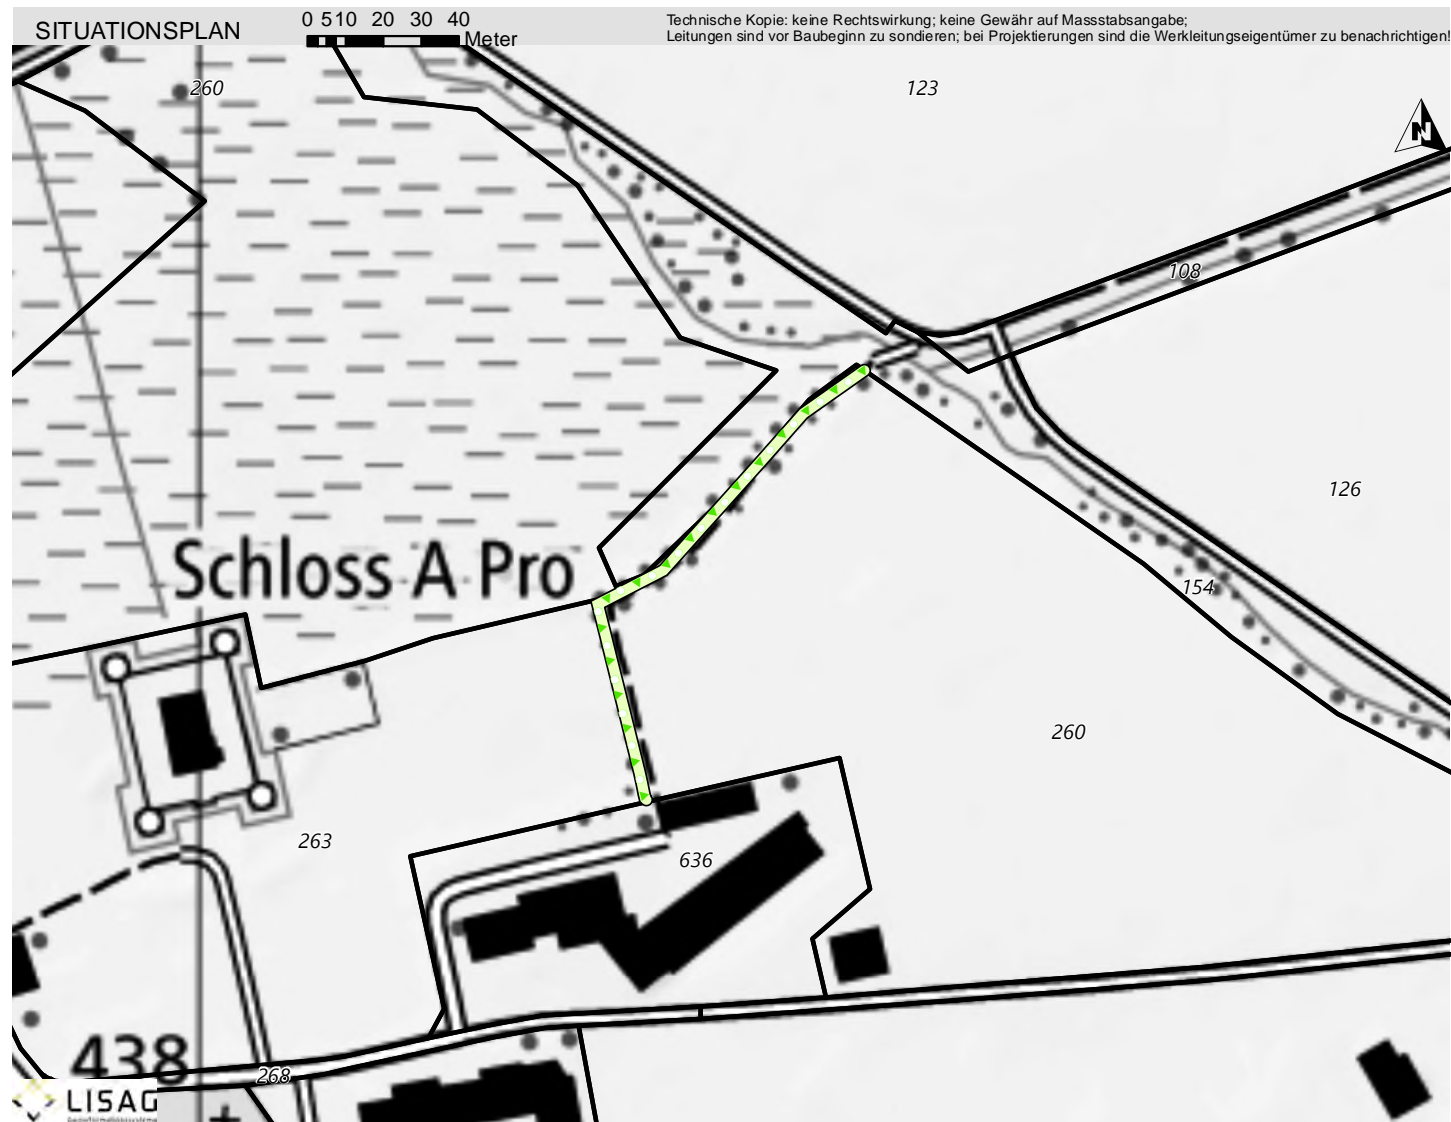 SITUATIONSPLAN
0 510 20 30 40
Meter
Technische Kopie: keine Rechtswirkung; keine Gewähr auf Massstabsangabe;
Leitungen sind vor Baubeginn zu sondieren; bei Projektierungen sind die Werkleitungseigentümer zu benachrichtigen!
260
123
N
108
126
Schloss A Pro
154
260
263
636
438
268
LISAG